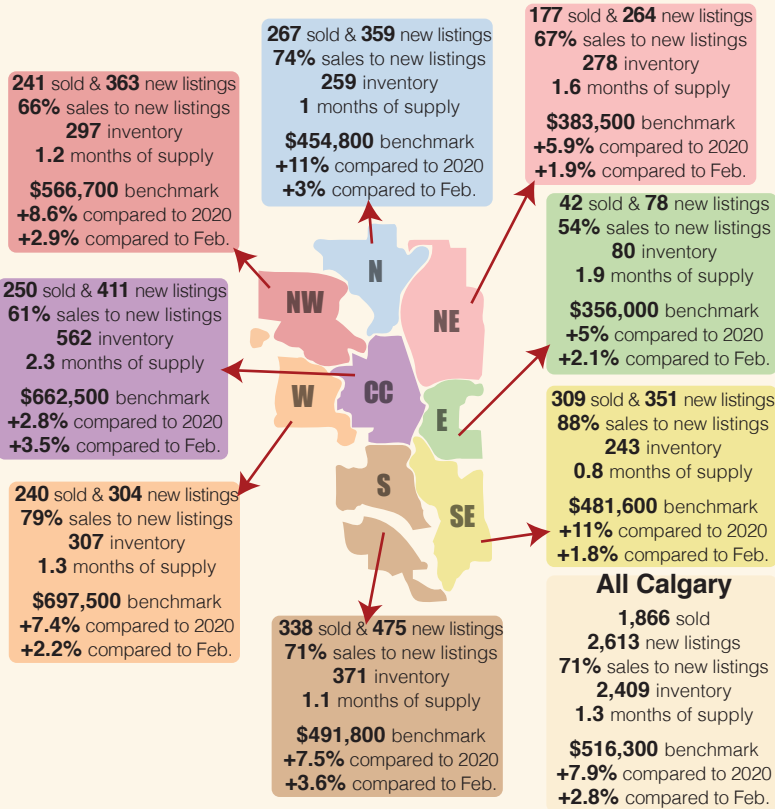 267 sold & 359 new listings
74% sales to new listings
259 inventory
1 months of supply
$454,800 benchmark
+11% compared to 2020
+3% compared to Feb.
177 sold & 264 new listings
67% sales to new listings
278 inventory
1.6 months of supply
$383,500 benchmark
+5.9% compared to 2020
+1.9% compared to Feb.
241 sold & 363 new listings
66% sales to new listings
297 inventory
1.2 months of supply
$566,700 benchmark
+8.6% compared to 2020
+2.9% compared to Feb.
42 sold & 78 new listings
54% sales to new listings
80 inventory
1.9 months of supply
$356,000 benchmark
+5% compared to 2020
+2.1% compared to Feb.
N
NW
NE
250 sold & 411 new listings
61% sales to new listings
562 inventory
2.3 months of supply
$662,500 benchmark
+2.8% compared to 2020
+3.5% compared to Feb.
W
CC
E
309 sold & 351 new listings
88% sales to new listings
243 inventory
0.8 months of supply
$481,600 benchmark
+11% compared to 2020
+1.8% compared to Feb.
S
SE
240 sold & 304 new listings
79% sales to new listings
307 inventory
1.3 months of supply
$697,500 benchmark
+7.4% compared to 2020
+2.2% compared to Feb.
338 sold & 475 new listings
71% sales to new listings
371 inventory
1.1 months of supply
$491,800 benchmark
+7.5% compared to 2020
+3.6% compared to Feb.
All Calgary
1,866 sold
2,613 new listings
71% sales to new listings
2,409 inventory
1.3 months of supply
$516,300 benchmark
+7.9% compared to 2020
+2.8% compared to Feb.